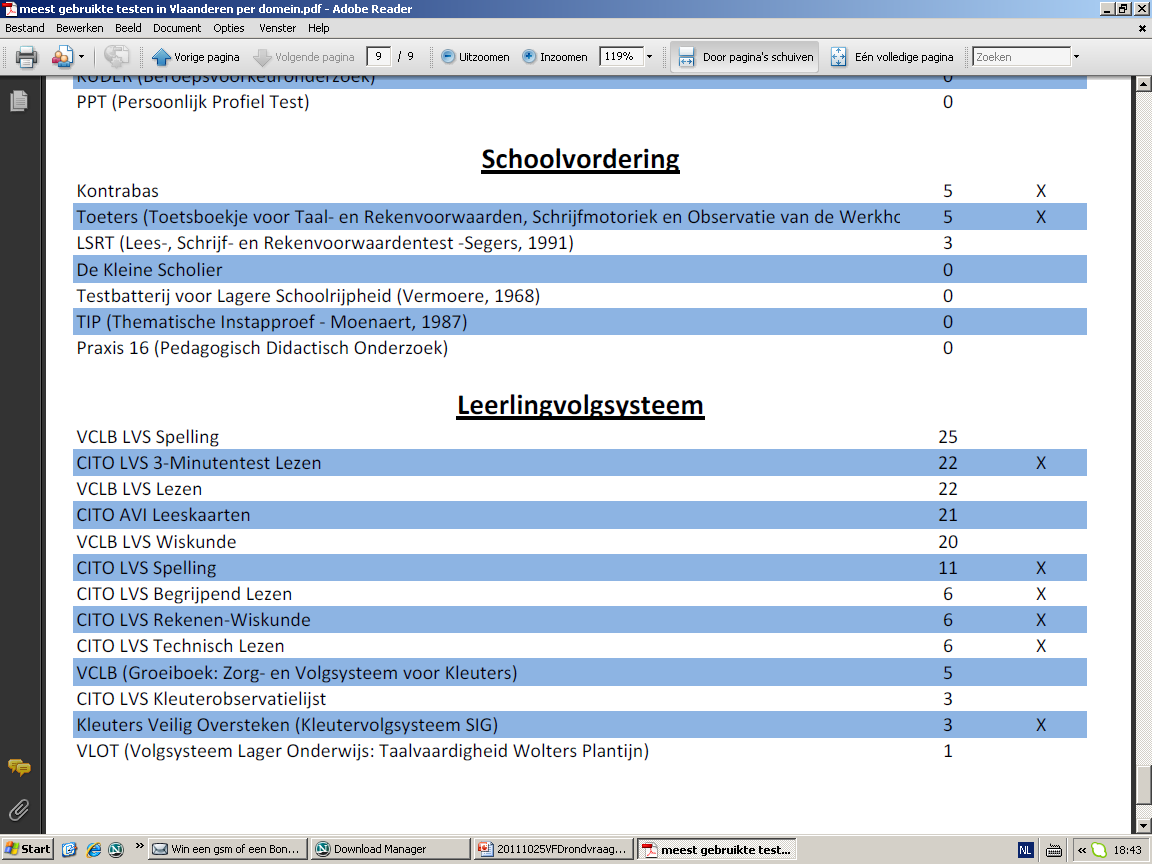 meest gebruikte testen in Vlaanderen per domein.pdf - Adobe Reader
Bestand Bewerken Beeld Document Opties Venster Help
Vorige pagina Volgende pagina 9 / 9 Uitzoomen Inzoomen 119% Door pagina's schuiven Eén volledige pagina Zoeken
KUDER (Beroepsvoorkeuronderzoek) 0
PPT (Persoonlijk Profiel Test) 0
Schoolvordering
Kontrabas 5 X
Toeters (Toetsboekje voor Taal- en Rekenvoorwaarden, Schrijfmotoriek en Observatie van de Werkho 5 X
LSRT (Lees-, Schrijf- en Rekenvoorwaardentest -Segers, 1991) 3
De Kleine Scholier 0
Testbatterij voor Lagere Schoolrijpheid (Vermoere, 1968) 0
TIP (Thematische Instapproef - Moenaert, 1987) 0
Praxis 16 (Pedagogisch Didactisch Onderzoek) 0
Leerlingvolgsysteem
VCLB LVS Spelling 25
CITO LVS 3-Minutentest Lezen 22 X
VCLB LVS Lezen 22
CITO AVI Leeskaarten 21
VCLB LVS Wiskunde 20
CITO LVS Spelling 11 X
CITO LVS Begrijpend Lezen 6 X
CITO LVS Rekenen-Wiskunde 6 X
CITO LVS Technisch Lezen 6 X
VCLB (Groeiboek: Zorg- en Volgsysteem voor Kleuters) 5
CITO LVS Kleuterobservatielijst 3
Kleuters Veilig Oversteken (Kleutervolgsysteem SIG) 3 X
VLOT (Volgsysteem Lager Onderwijs: Taalvaardigheid Wolters Plantijn) 1
Start » Win een gsm of een Bon... Download Manager 20111025VFDrondvraag... meest gebruikte test... NL « 18:43